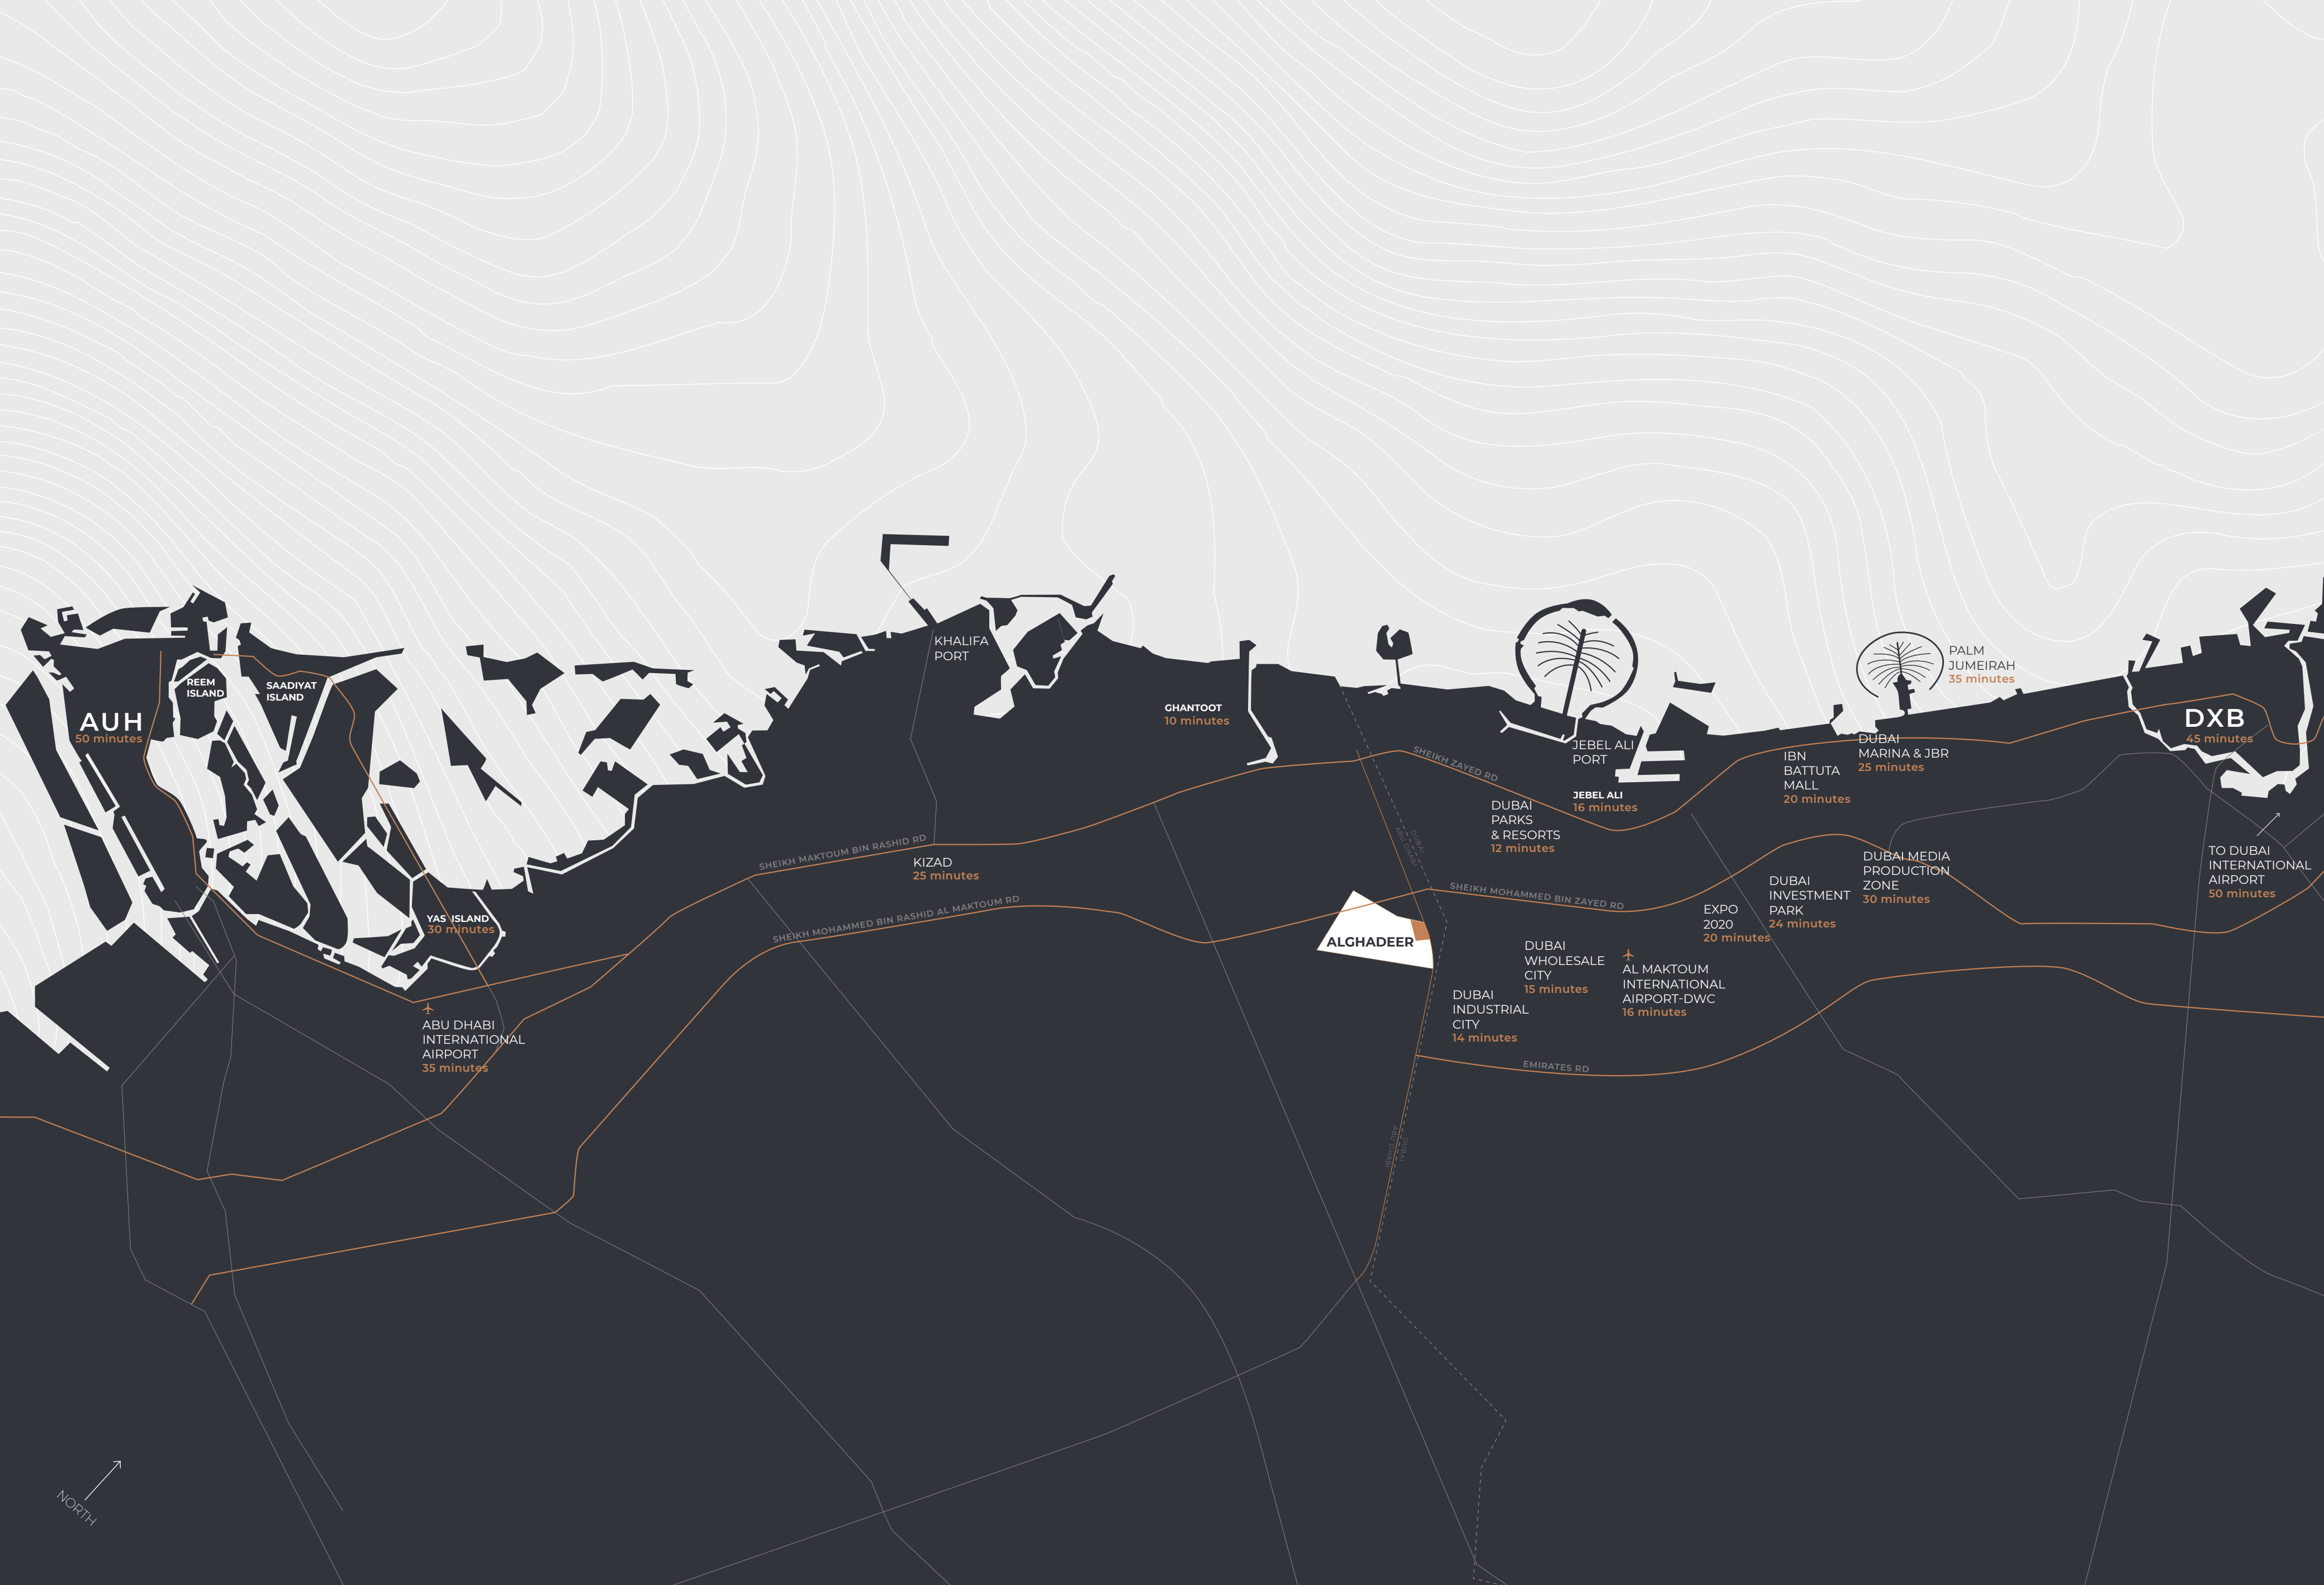 AUH
50 minutes
REEM
ISLAND
SAADIYAT
ISLAND
YAS ISLAND
30 minutes
ABU DHABI
INTERNATIONAL
AIRPORT
35 minutes
KHALIFA
PORT
SHEIKH MAKTOUM BIN RASHID RD
KIZAD
25 minutes
SHEIKH MOHAMMED BIN RASHID AL MAKTOUM RD
GHANTOOT
10 minutes
ALGHADEER
DUBAI
ABU DHABI
SHEIKH ZAYED RD
JEBEL ALI
PORT
JEBEL ALI
16 minutes
DUBAI
PARKS
& RESORTS
12 minutes
SHEIKH MOHAMMED BIN ZAYED RD
DUBAI
WHOLESALE
CITY
15 minutes
DUBAI
INDUSTRIAL
CITY
14 minutes
AL MAKTOUM
INTERNATIONAL
AIRPORT-DWC
16 minutes
EMIRATES RD
ABU DHABI
DUBAI
EXPO
2020
20 minutes
DUBAI
INVESTMENT
PARK
24 minutes
IBN
BATTUTA
MALL
20 minutes
DUBAI
MARINA & JBR
25 minutes
PALM
JUMEIRAH
35 minutes
DUBAI MEDIA
PRODUCTION
ZONE
30 minutes
DXB
45 minutes
TO DUBAI
INTERNATIONAL
AIRPORT
50 minutes
NORTH